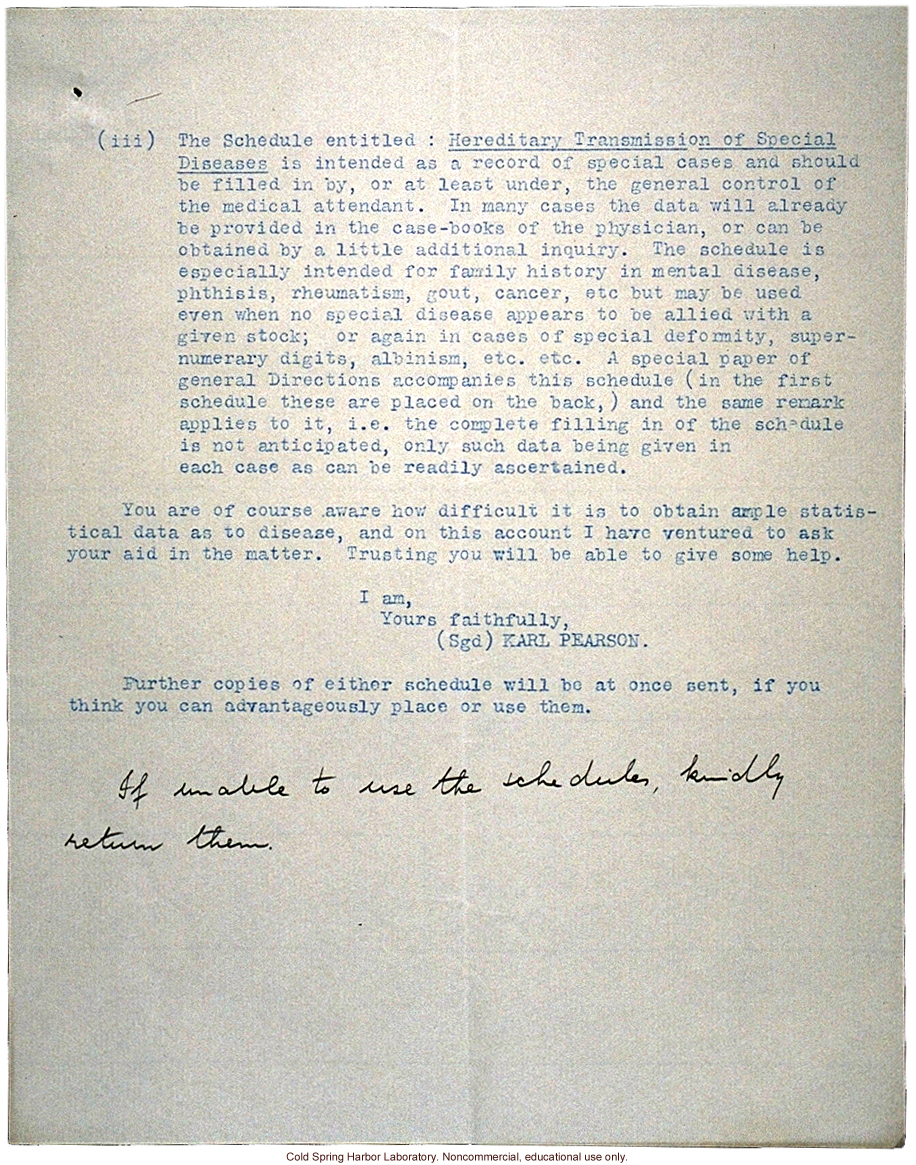 (iii) The Schedule entitled : Hereditary Transmission of Special
Diseases is intended as a record of special cases and should
be filled in by, or at least under, the general control of
the medical attendant. In many cases the data will already
be provided in the case-books of the physician, or can be
obtained by a little additional inquiry. The schedule is
especially intended for family history in mental disease,
phthisis, rheumatism, gout, cancer, etc but may be used
even when no special disease appears to be allied with a
given stock; or again in cases of special deformity, super-
numerary digits, albinism, etc. etc. A special paper of
general Directions accompanies this schedule (in the first
schedule these are placed on the back,) and the same remark
applies to it, i.e. the complete filling in of the schedule
is not anticipated, only such data being given in
each case as can be readily ascertained.
You are of course aware how difficult it is to obtain ample statis-
tical data as to disease, and on this account I have ventured to ask
your aid in the matter. Trusting you will be able to give some help.
I am,
Yours faithfully,
(Sgd) KARL PEARSON.
Further copies of either schedule will be at once sent, if you
think you can advantageously place or use them.
If unable to use the schedules, kindly
return them.
Cold Spring Harbor Laboratory. Noncommercial, educational use only.